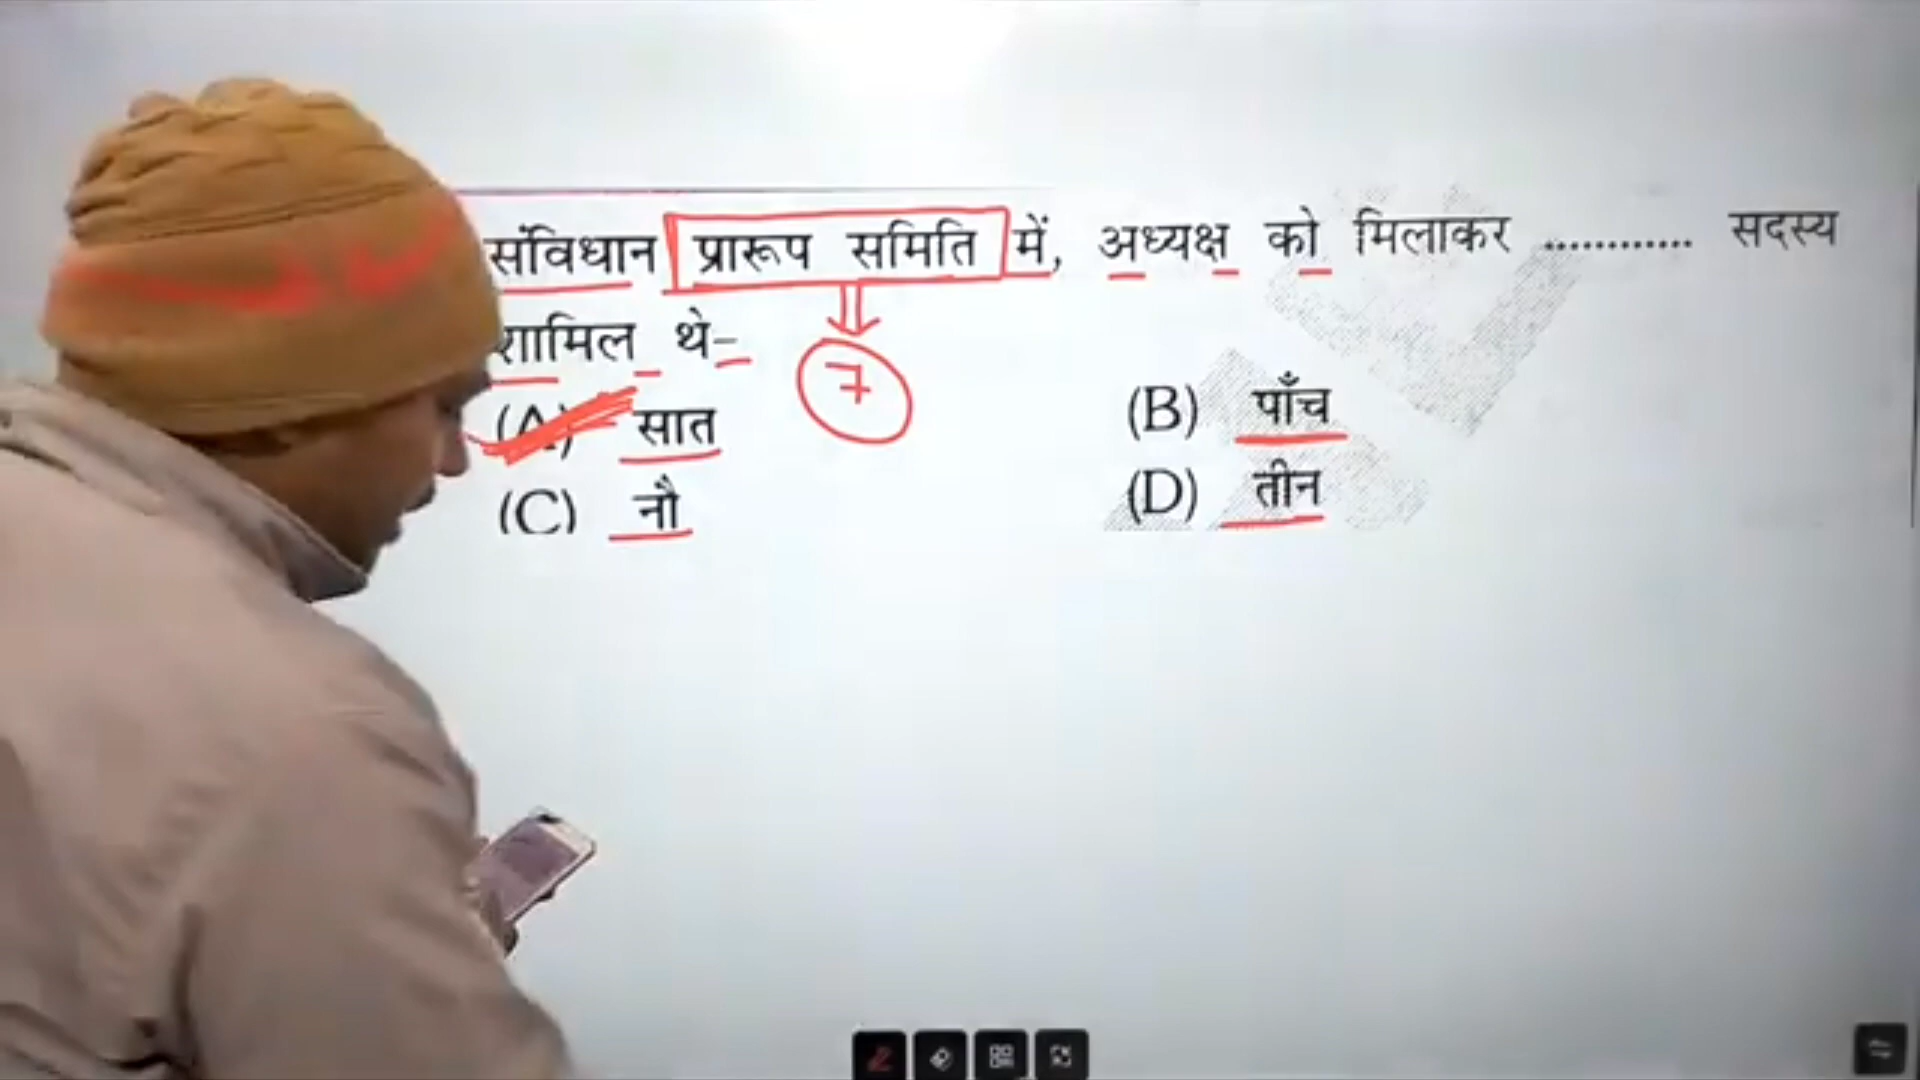 संविधान प्रारूप समिति में, अध्यक्ष को मिलाकर ............ सदस्य
शामिल थे-
7
(A) सात
(B) पाँच
(C) नौ
(D) तीन